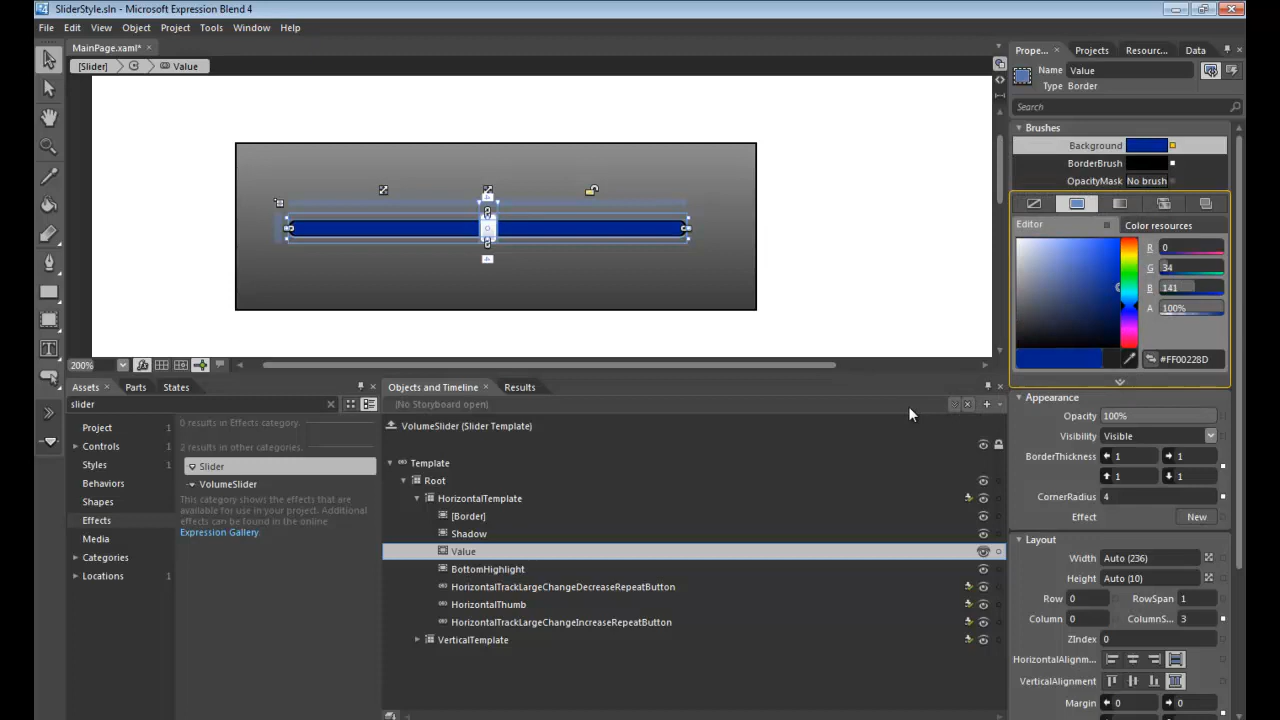 SliderStyle.sln - Microsoft Expression Blend 4
File Edit View Object Project Tools Window Help
MainPage.xaml* ×
[Slider] Value
200%
Assets Parts States
slider
Project 1
Controls 1
Styles 1
Behaviors
Shapes
Effects
Media
Categories 1
Locations 1
0 results in Effects category.
2 results in other categories.
Slider
VolumeSlider
This category shows the effects that are
available for use in your project. Additional
effects can be found in the online
Expression Gallery
Objects and Timeline × Results
(No Storyboard open)
VolumeSlider (Slider Template)
Template
Root
HorizontalTemplate
[Border]
Shadow
Value
BottomHighlight
HorizontalTrackLargeChangeDecreaseRepeatButton
HorizontalThumb
HorizontalTrackLargeChangeIncreaseRepeatButton
VerticalTemplate
Prope... × Projects Resourc... Data
Name Value
Type Border
Search
Brushes
Background
BorderBrush
OpacityMask No brush
Editor Color resources
R 0
G 34
B 141
A 100%
#FF00228D
Appearance
Opacity 100%
Visibility Visible
BorderThickness 1 1
1 1
CornerRadius 4
Effect New
Layout
Width Auto (236)
Height Auto (10)
Row 0 RowSpan 1
Column 0 ColumnS... 3
ZIndex 0
HorizontalAlignm...
VerticalAlignment
Margin 0 0